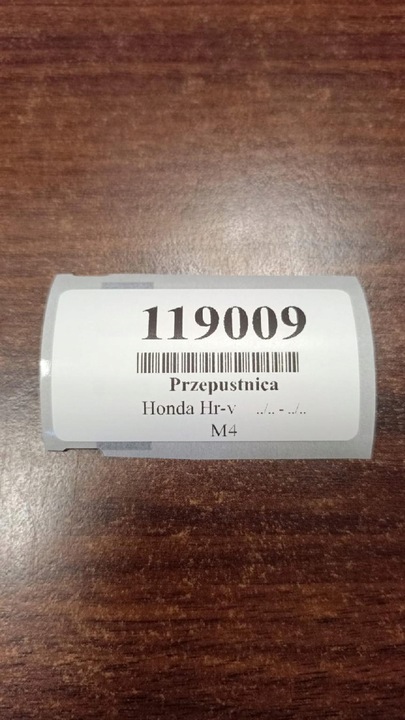 119009
Przepustnica
Honda Hr-v ../.. - ../..
M4